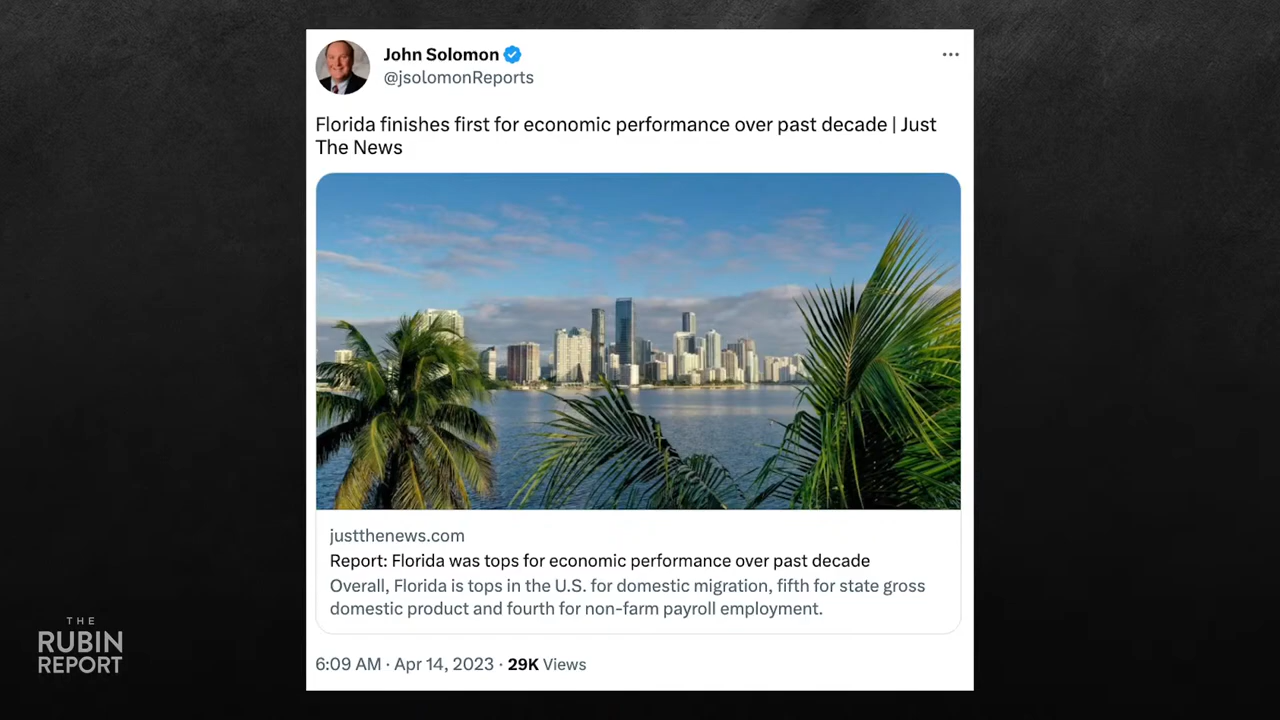 John Solomon
@jsolomonReports
Florida finishes first for economic performance over past decade | Just
The News
justthenews.com
Report: Florida was tops for economic performance over past decade
Overall, Florida is tops in the U.S. for domestic migration, fifth for state gross
domestic product and fourth for non-farm payroll employment.
6:09 AM · Apr 14, 2023 · 29K Views
THE
RUBIN
REPORT